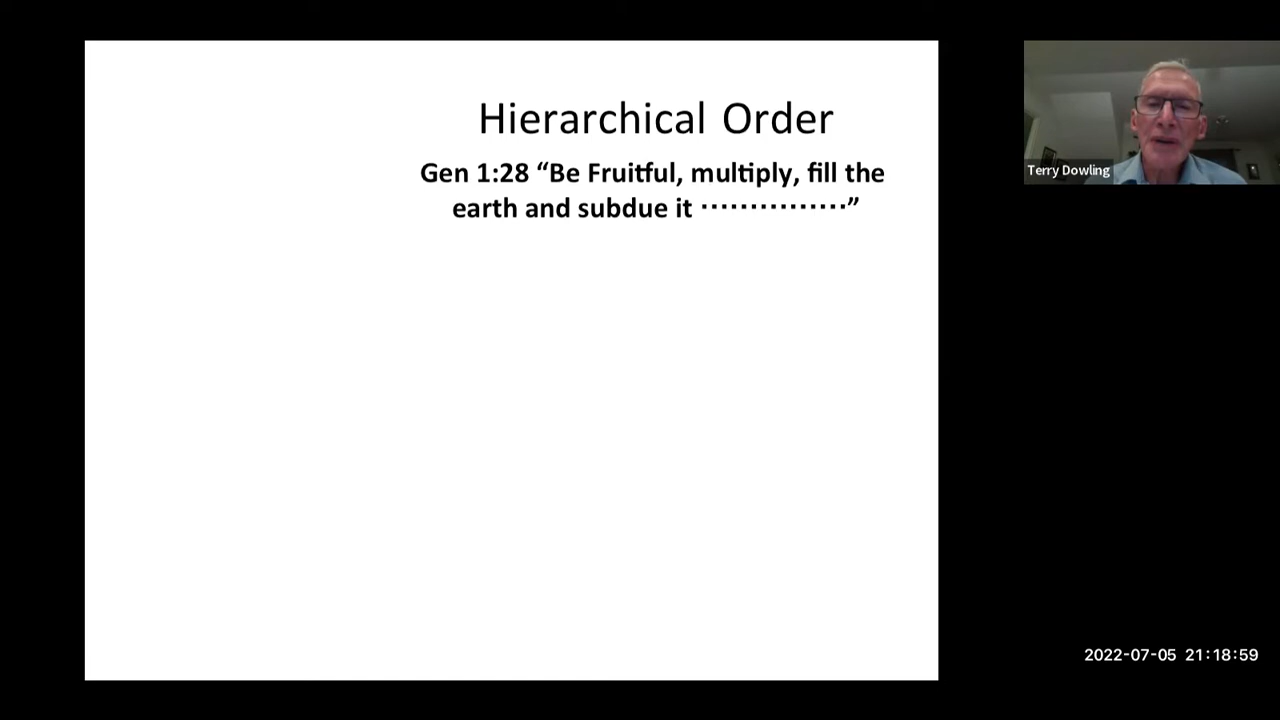 Hierarchical Order
Gen 1:28 “Be Fruitful, multiply, fill the
earth and subdue it ···············”
Terry Dowling
2022-07-05 21:18:59